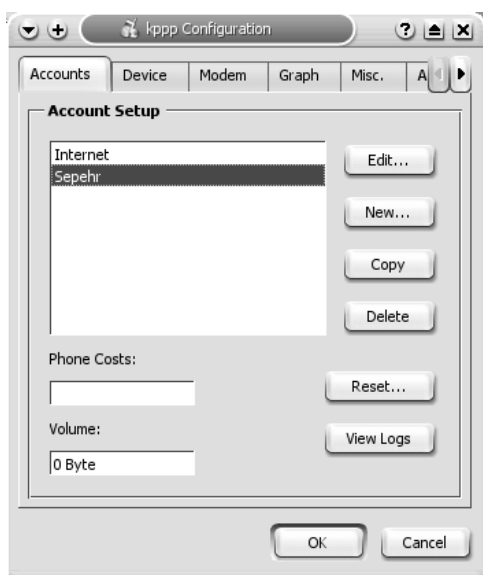 kppp Configuration
Accounts Device Modem Graph Misc. A
Account Setup
Internet
Sepehr
Edit...
New...
Copy
Delete
Phone Costs:
Reset...
Volume:
View Logs
0 Byte
OK Cancel